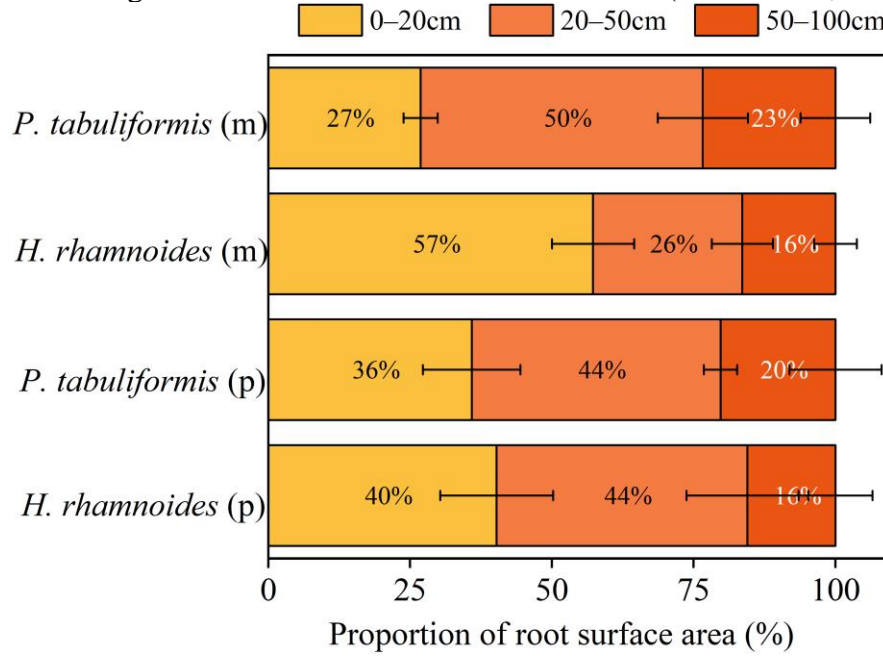 0–20cm 20–50cm 50–100cm
P. tabuliformis (m) 27% 50% 23%
H. rhamnoides (m) 57% 26% 16%
P. tabuliformis (p) 36% 44% 20%
H. rhamnoides (p) 40% 44% 16%
0 25 50 75 100
Proportion of root surface area (%)